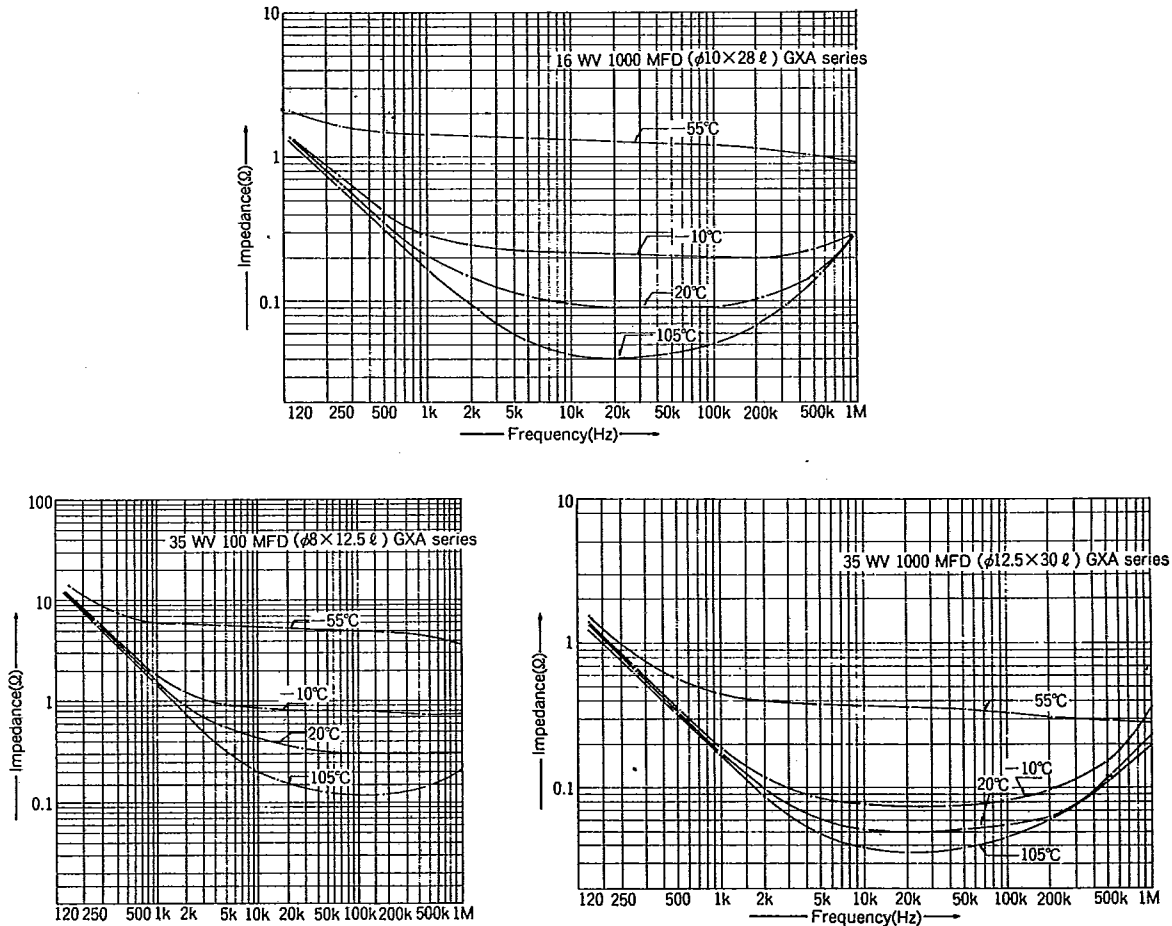 10
16 WV 1000 MFD (φ10×28 ℓ) GXA series
−55℃
1
Impedance(Ω)
−10℃
20℃
0.1
105℃
120 250 500 1k 2k 5k 10k 20k 50k 100k 200k 500k 1M
Frequency(Hz)
100
35 WV 100 MFD (φ8×12.5 ℓ) GXA series
10
−55℃
Impedance(Ω)
−10℃
1
20℃
105℃
0.1
120 250 500 1k 2k 5k 10k 20k 50k 100k 200k 500k 1M
10
35 WV 1000 MFD (φ12.5×30 ℓ) GXA series
1
55℃
Impedance(Ω)
−10℃
20℃
0.1
105℃
120 250 500 1k 2k 5k 10k 20k 50k 100k 200k 500k 1M
Frequency(Hz)